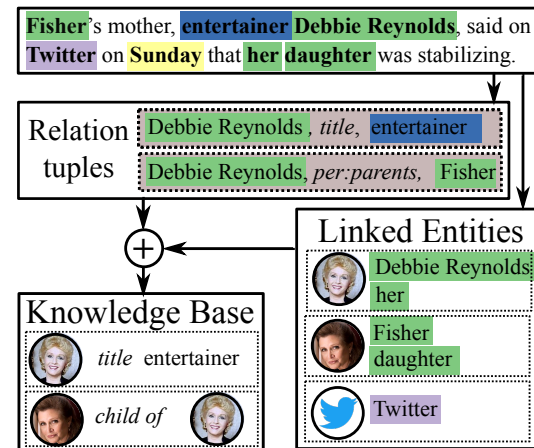 Fisher's mother, entertainer Debbie Reynolds, said on
Twitter on Sunday that her daughter was stabilizing.
Relation
tuples
Debbie Reynolds, title, entertainer
Debbie Reynolds, per:parents, Fisher
+
Linked Entities
Debbie Reynolds
her
Fisher
daughter
Twitter
Knowledge Base
title entertainer
child of